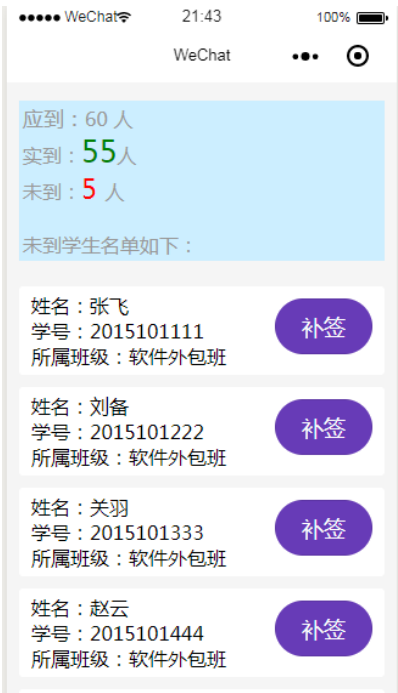 WeChat 21:43 100%
WeChat
应到：60 人
实到：55人
未到：5 人
未到学生名单如下：
姓名：张飞
学号：2015101111
所属班级：软件外包班
补签
姓名：刘备
学号：2015101222
所属班级：软件外包班
补签
姓名：关羽
学号：2015101333
所属班级：软件外包班
补签
姓名：赵云
学号：2015101444
所属班级：软件外包班
补签